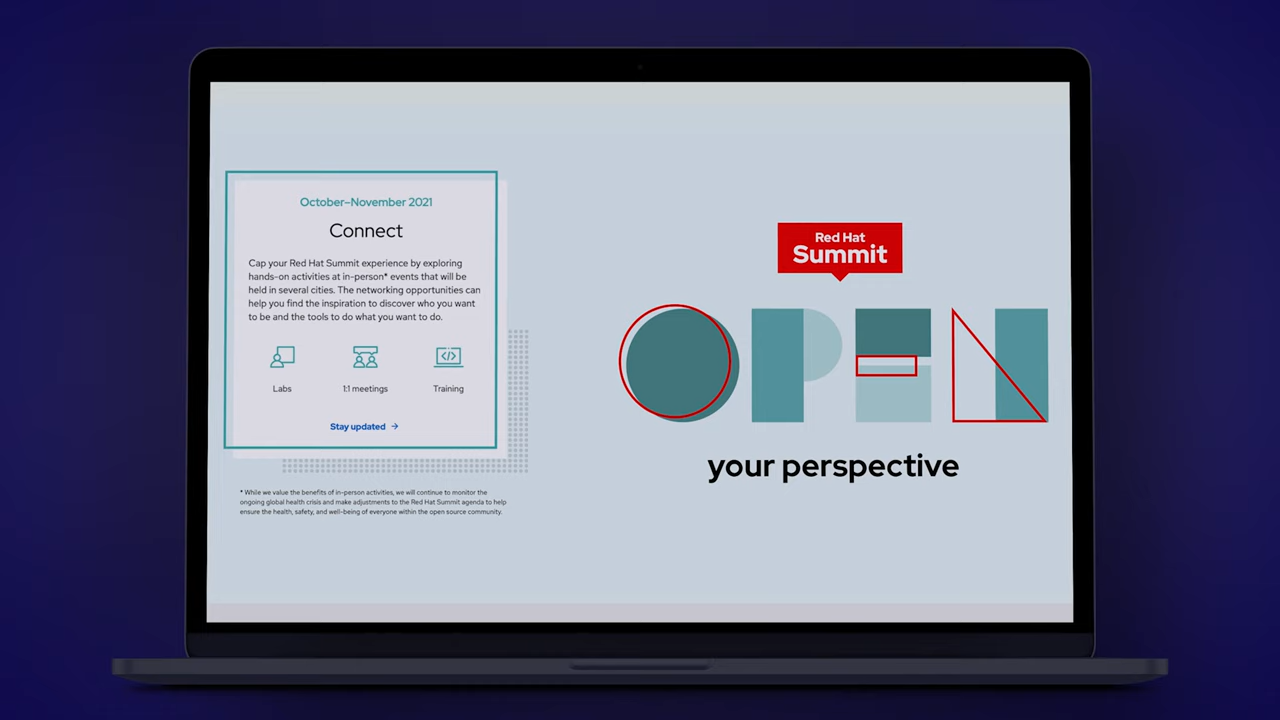 October–November 2021
Connect
Cap your Red Hat Summit experience by exploring
hands-on activities at in-person* events that will be
held in several cities. The networking opportunities can
help you find the inspiration to discover who you want
to be and the tools to do what you want to do.
Labs
1:1 meetings
Training
Stay updated →
* While we value the benefits of in-person activities, we will continue to monitor the
ongoing global health crisis and make adjustments to the Red Hat Summit agenda to help
ensure the health, safety, and well-being of everyone within the open source community.
Red Hat
Summit
OPEN
your perspective